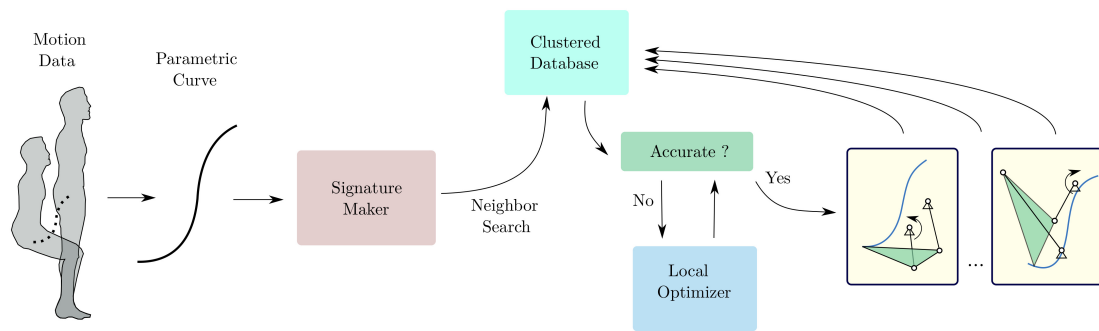 Motion
Data
Parametric
Curve
Signature
Maker
Neighbor
Search
Clustered
Database
Accurate ?
No
Yes
Local
Optimizer
...